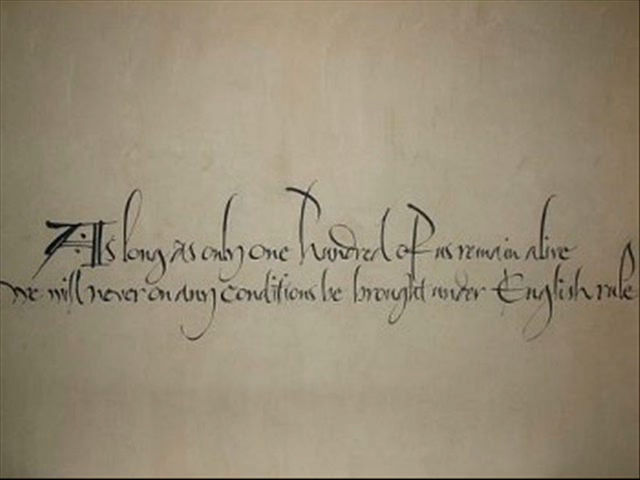 As long as only one hundred of us remain alive
we will never on any conditions be brought under English rule